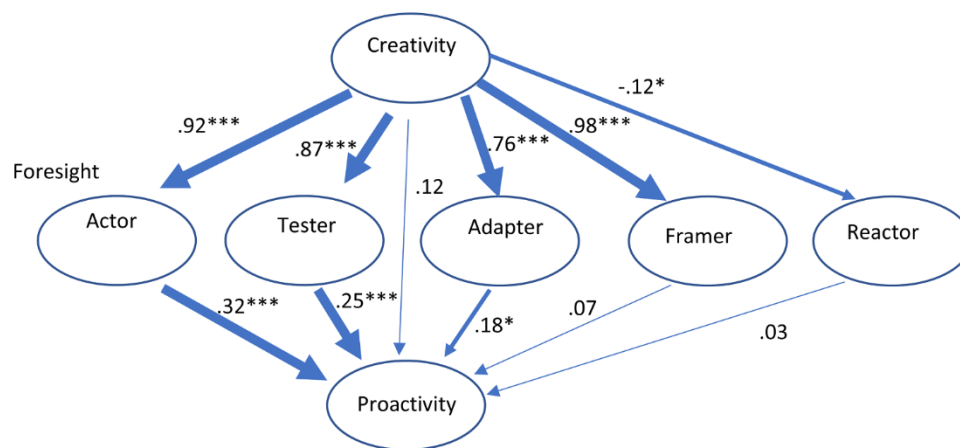 Creativity
-.12*
.92***
.87***
.76***
.98***
.12
Foresight
Actor
Tester
Adapter
Framer
Reactor
.32***
.25***
.18*
.07
.03
Proactivity